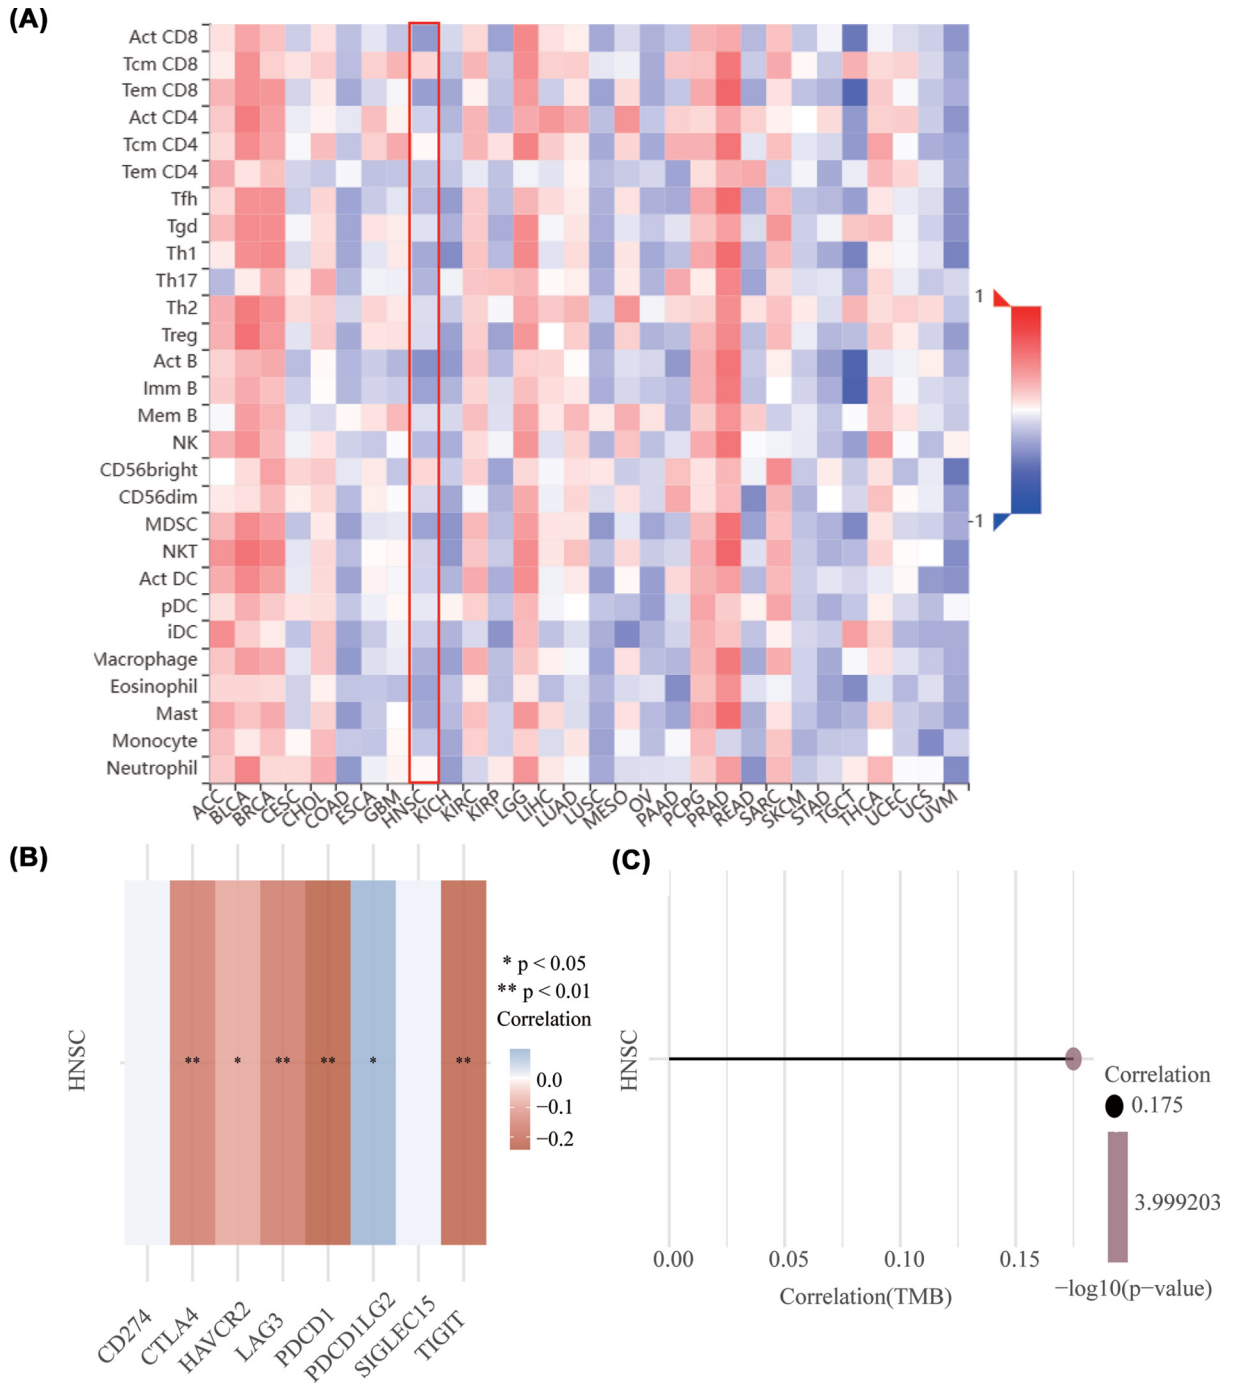 (A)
Act CD8
Tcm CD8
Tem CD8
Act CD4
Tcm CD4
Tem CD4
Tfh
Tgd
Th1
Th17
Th2
Treg
Act B
Imm B
Mem B
NK
CD56bright
CD56dim
MDSC
NKT
Act DC
pDC
iDC
Macrophage
Eosinophil
Mast
Monocyte
Neutrophil
ACC BLCA BRCA CESC CHOL COAD ESCA GBM HNSC KICH KIRC KIRP LGG LIHC LUAD LUSC MESO OV PAAD PCPG PRAD READ SARC SKCM STAD TGCT THCA UCEC UCS UVM
1
-1
(B)
HNSC
** * ** ** * **
* p < 0.05
** p < 0.01
Correlation
0.0
−0.1
−0.2
CD274 CTLA4 HAVCR2 LAG3 PDCD1 PDCD1LG2 SIGLEC15 TIGIT
(C)
HNSC
0.00 0.05 0.10 0.15
Correlation(TMB)
Correlation
0.175
3.999203
−log10(p−value)